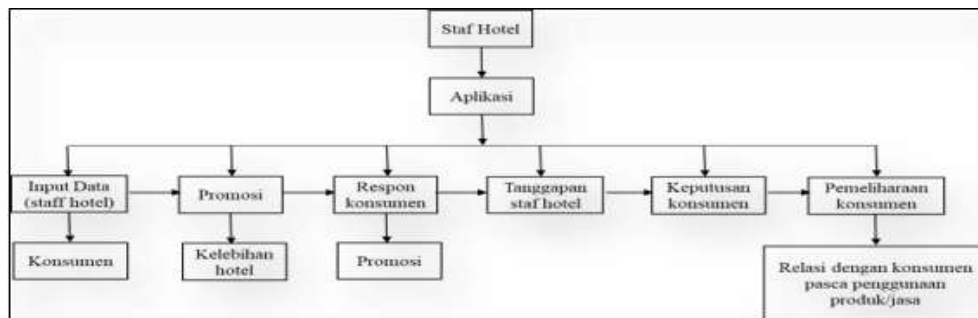 Staf Hotel
Aplikasi
Input Data
(staff hotel)
Promosi
Respon
konsumen
Tanggapan
staf hotel
Keputusan
konsumen
Pemeliharaan
konsumen
Konsumen
Kelebihan
hotel
Promosi
Relasi dengan konsumen
pasca penggunaan
produk/jasa